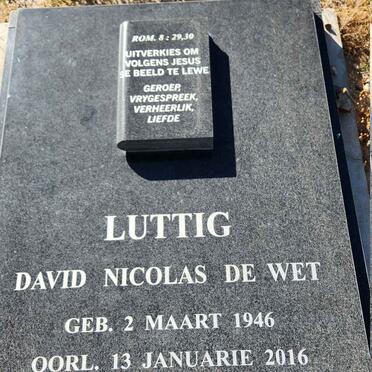 ROM. 8 : 29,30
UITVERKIES OM
VOLGENS JESUS
SE BEELD TE LEWE
GEROEP,
VRYGESPREEK,
VERHEERLIK,
LIEFDE
LUTTIG
DAVID NICOLAS DE WET
GEB. 2 MAART 1946
OORL. 13 JANUARIE 2016